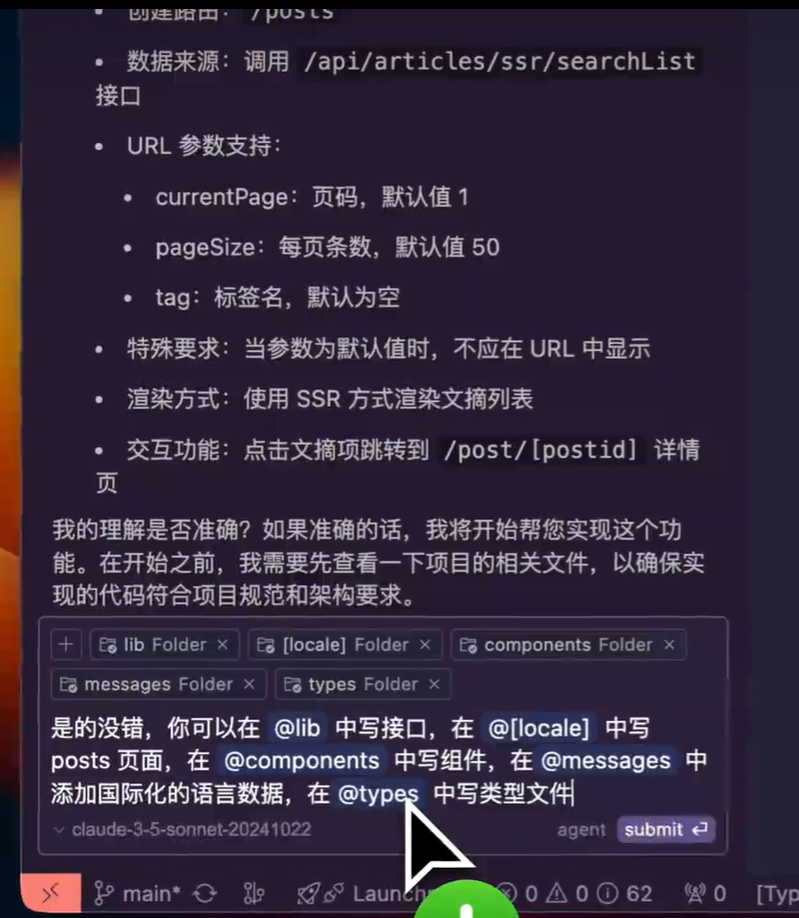 • 创建路由：/posts
• 数据来源：调用 /api/articles/ssr/searchList
接口
• URL 参数支持：
• currentPage：页码，默认值 1
• pageSize：每页条数，默认值 50
• tag：标签名，默认为空
• 特殊要求：当参数为默认值时，不应在 URL 中显示
• 渲染方式：使用 SSR 方式渲染文摘列表
• 交互功能：点击文摘项跳转到 /post/[postid] 详情
页
我的理解是否准确？如果准确的话，我将开始帮您实现这个功
能。在开始之前，我需要先查看一下项目的相关文件，以确保实
现的代码符合项目规范和架构要求。
+ lib Folder × [locale] Folder × components Folder ×
messages Folder × types Folder ×
是的没错，你可以在 @lib 中写接口，在 @[locale] 中写
posts 页面，在 @components 中写组件，在 @messages 中
添加国际化的语言数据，在 @types 中写类型文件
claude-3-5-sonnet-20241022 agent submit
main* 0 0 62 0 [Typ